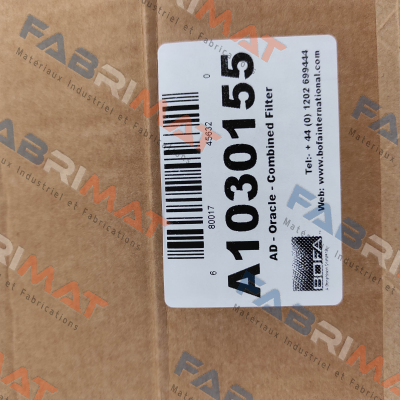 6 80017 45632 0
A1030155
AD - Oracle - Combined Filter
BOFA
Tel:- + 44 (0) 1202 699444
Web: www.bofainternational.com
FABRIMAT
Matériaux Industriel et Fabrications